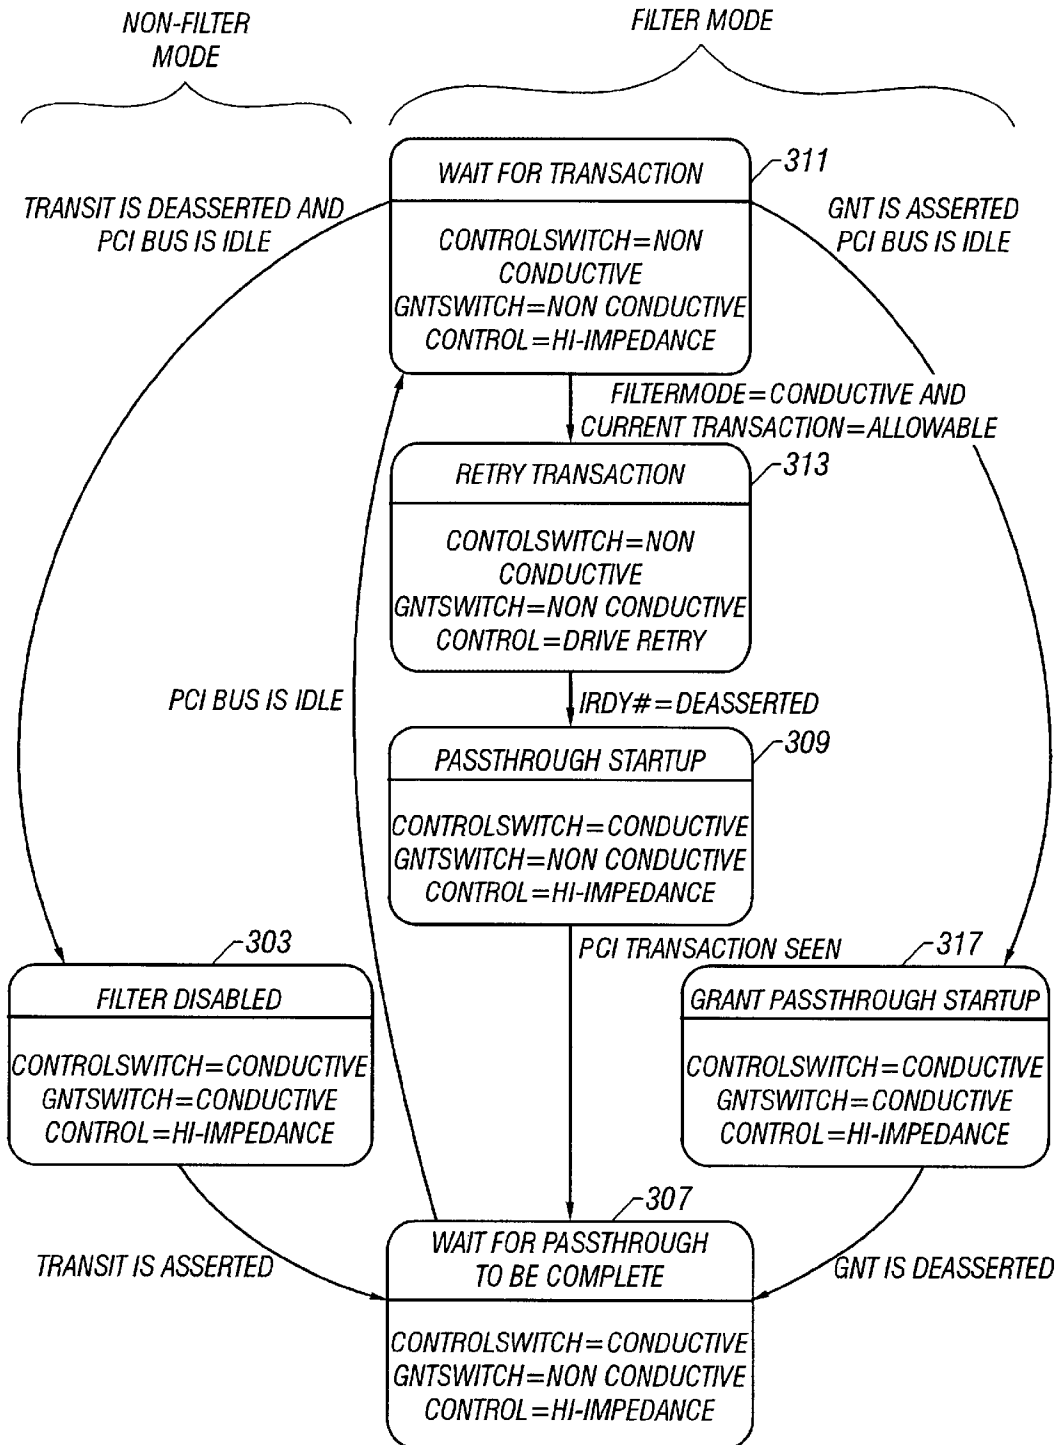 NON-FILTER
MODE
FILTER MODE
WAIT FOR TRANSACTION
311
CONTROLSWITCH=NON
CONDUCTIVE
GNTSWITCH=NON CONDUCTIVE
CONTROL=HI-IMPEDANCE
TRANSIT IS DEASSERTED AND
PCI BUS IS IDLE
GNT IS ASSERTED
PCI BUS IS IDLE
FILTERMODE=CONDUCTIVE AND
CURRENT TRANSACTION=ALLOWABLE
RETRY TRANSACTION
313
CONTOLSWITCH=NON
CONDUCTIVE
GNTSWITCH=NON CONDUCTIVE
CONTROL=DRIVE RETRY
PCI BUS IS IDLE
IRDY#=DEASSERTED
PASSTHROUGH STARTUP
309
CONTROLSWITCH=CONDUCTIVE
GNTSWITCH=NON CONDUCTIVE
CONTROL=HI-IMPEDANCE
PCI TRANSACTION SEEN
303
FILTER DISABLED
CONTROLSWITCH=CONDUCTIVE
GNTSWITCH=CONDUCTIVE
CONTROL=HI-IMPEDANCE
317
GRANT PASSTHROUGH STARTUP
CONTROLSWITCH=CONDUCTIVE
GNTSWITCH=CONDUCTIVE
CONTROL=HI-IMPEDANCE
TRANSIT IS ASSERTED
GNT IS DEASSERTED
307
WAIT FOR PASSTHROUGH
TO BE COMPLETE
CONTROLSWITCH=CONDUCTIVE
GNTSWITCH=NON CONDUCTIVE
CONTROL=HI-IMPEDANCE